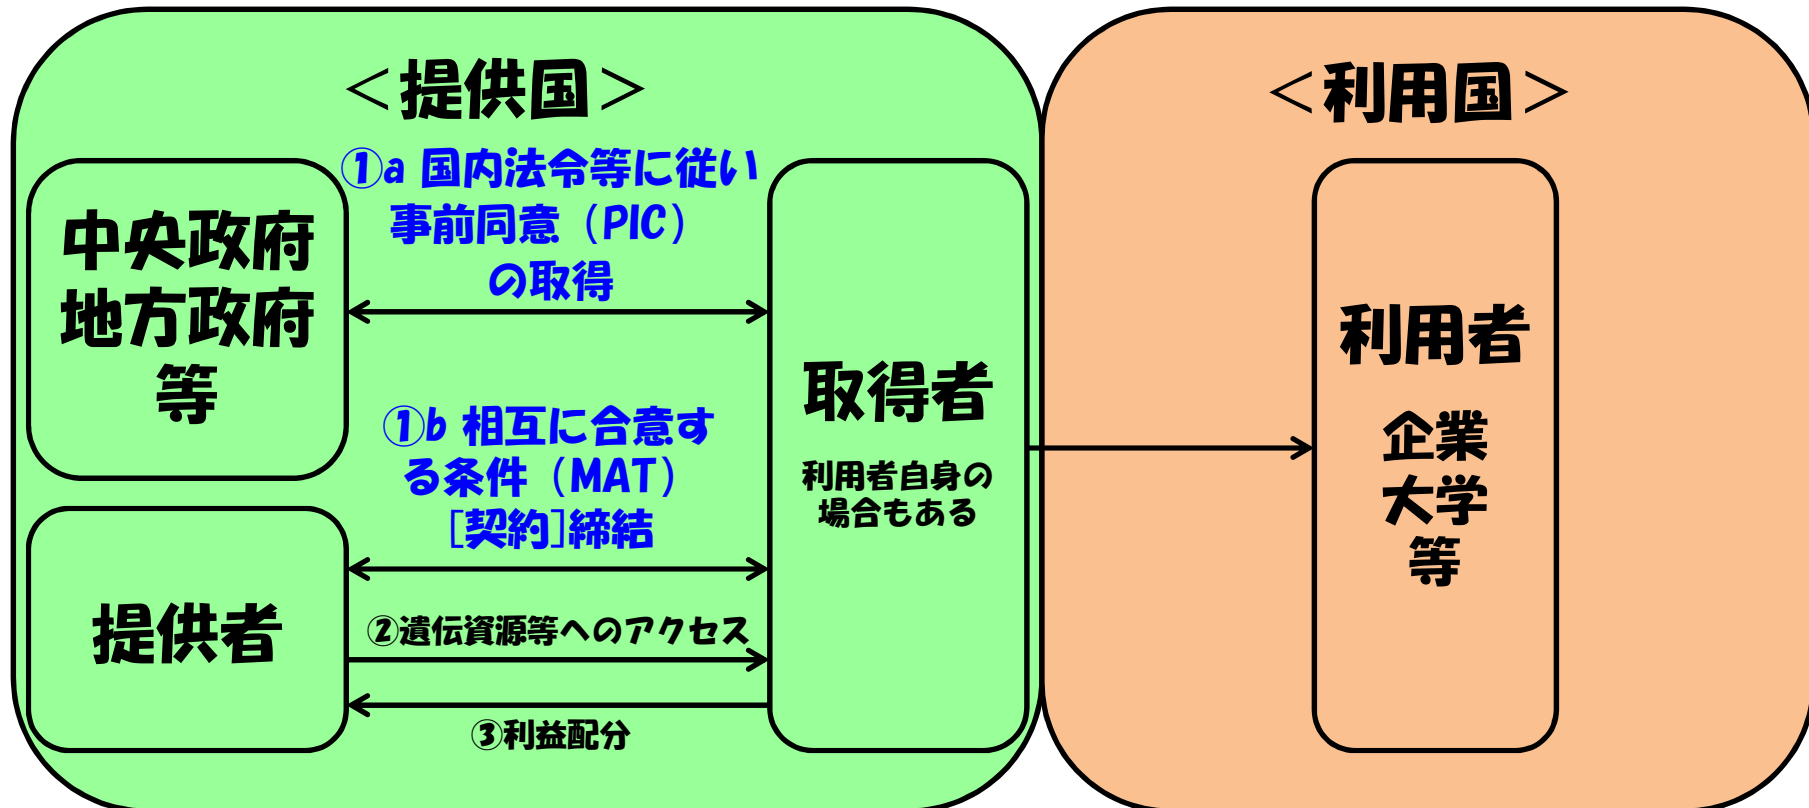 ＜提供国＞
中央政府
地方政府
等
①a 国内法令等に従い
事前同意（PIC）
の取得
①b 相互に合意す
る条件（MAT）
[契約]締結
提供者
②遺伝資源等へのアクセス
③利益配分
取得者
利用者自身の
場合もある
＜利用国＞
利用者
企業
大学
等